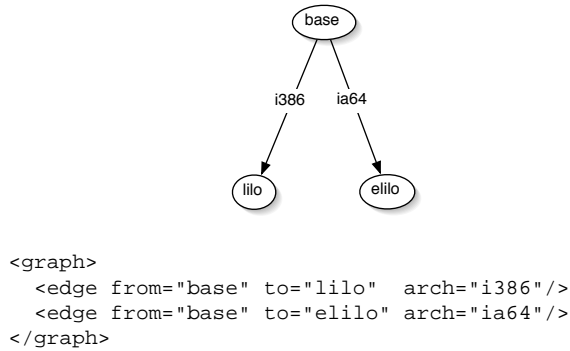 base
i386 ia64
lilo elilo
<graph>
  <edge from="base" to="lilo"  arch="i386"/>
  <edge from="base" to="elilo" arch="ia64"/>
</graph>